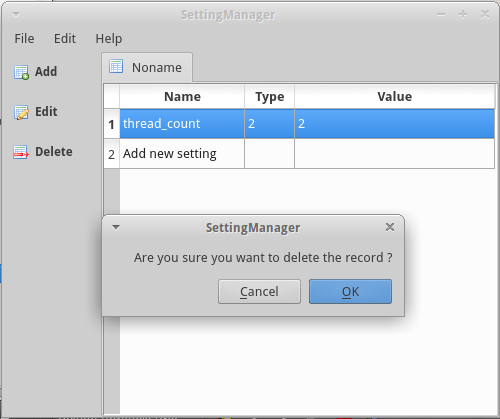 SettingManager
File Edit Help
Add
Edit
Delete
Noname
Name Type Value
1 thread_count 2 2
2 Add new setting
SettingManager
Are you sure you want to delete the record ?
Cancel OK